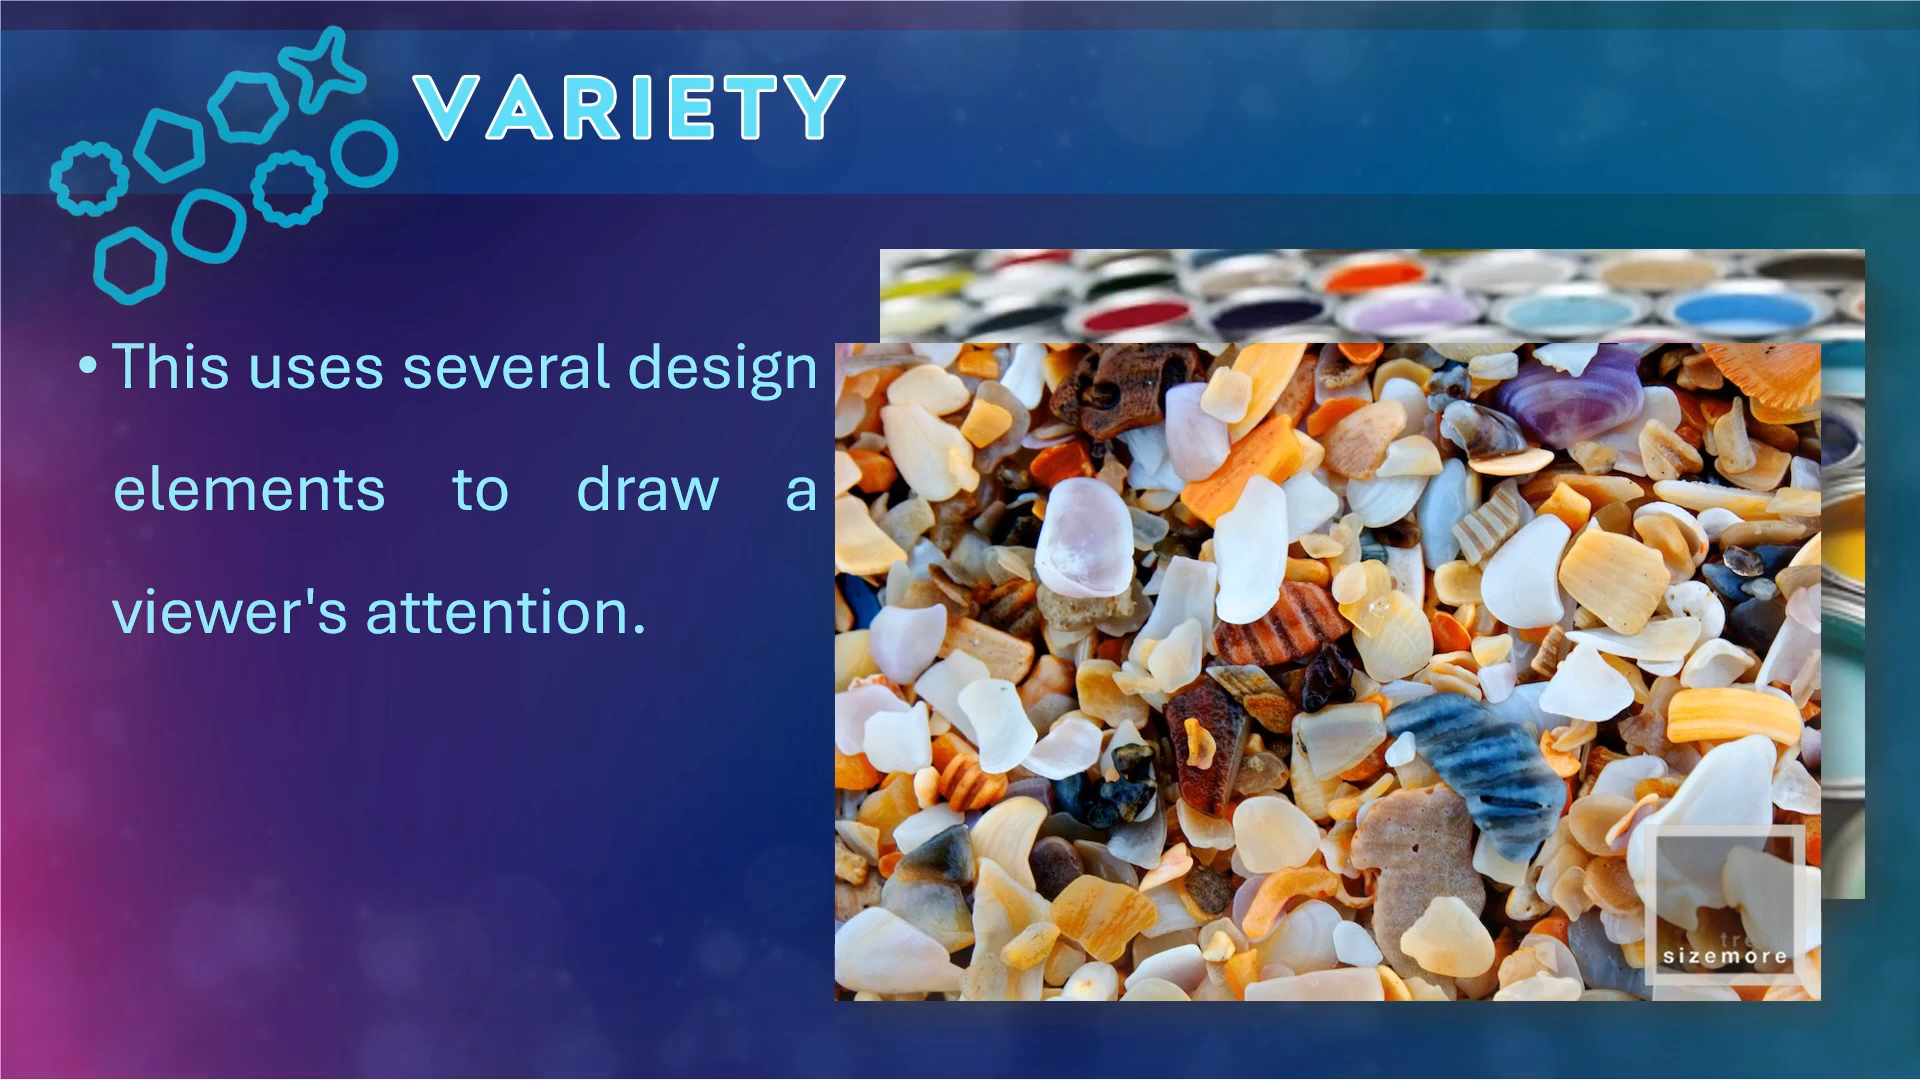 VARIETY
• This uses several design
elements to draw a
viewer's attention.
sizemore